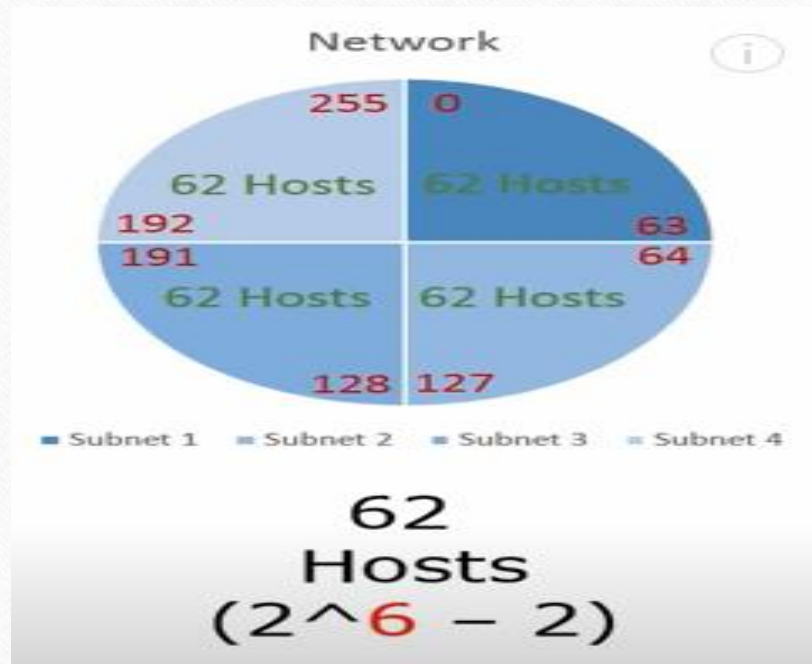 Network
i
255 0
62 Hosts 62 Hosts
192 63
191 64
62 Hosts 62 Hosts
128 127
Subnet 1 Subnet 2 Subnet 3 Subnet 4
62
Hosts
(2^6 – 2)